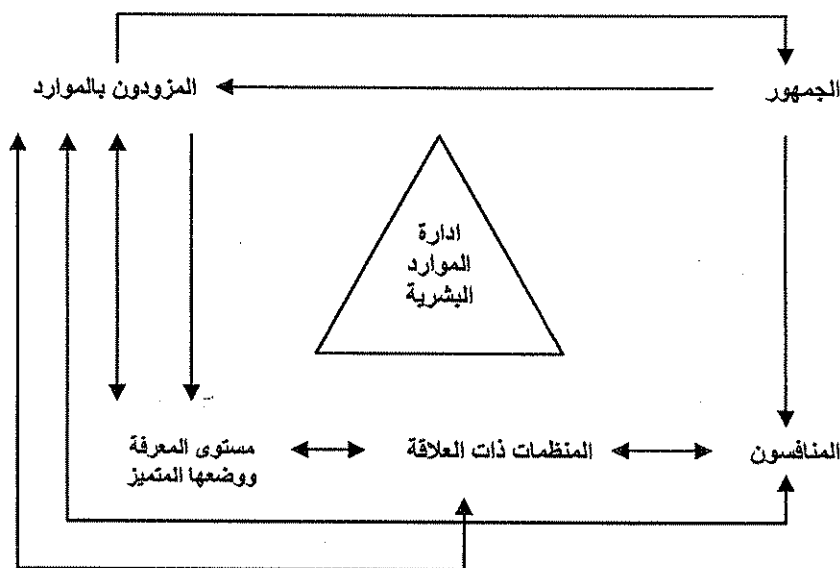 الجمهور
المزودون بالموارد
ادارة
الموارد
البشرية
المنافسون
المنظمات ذات العلاقة
مستوى المعرفة
ووضعها المتميز